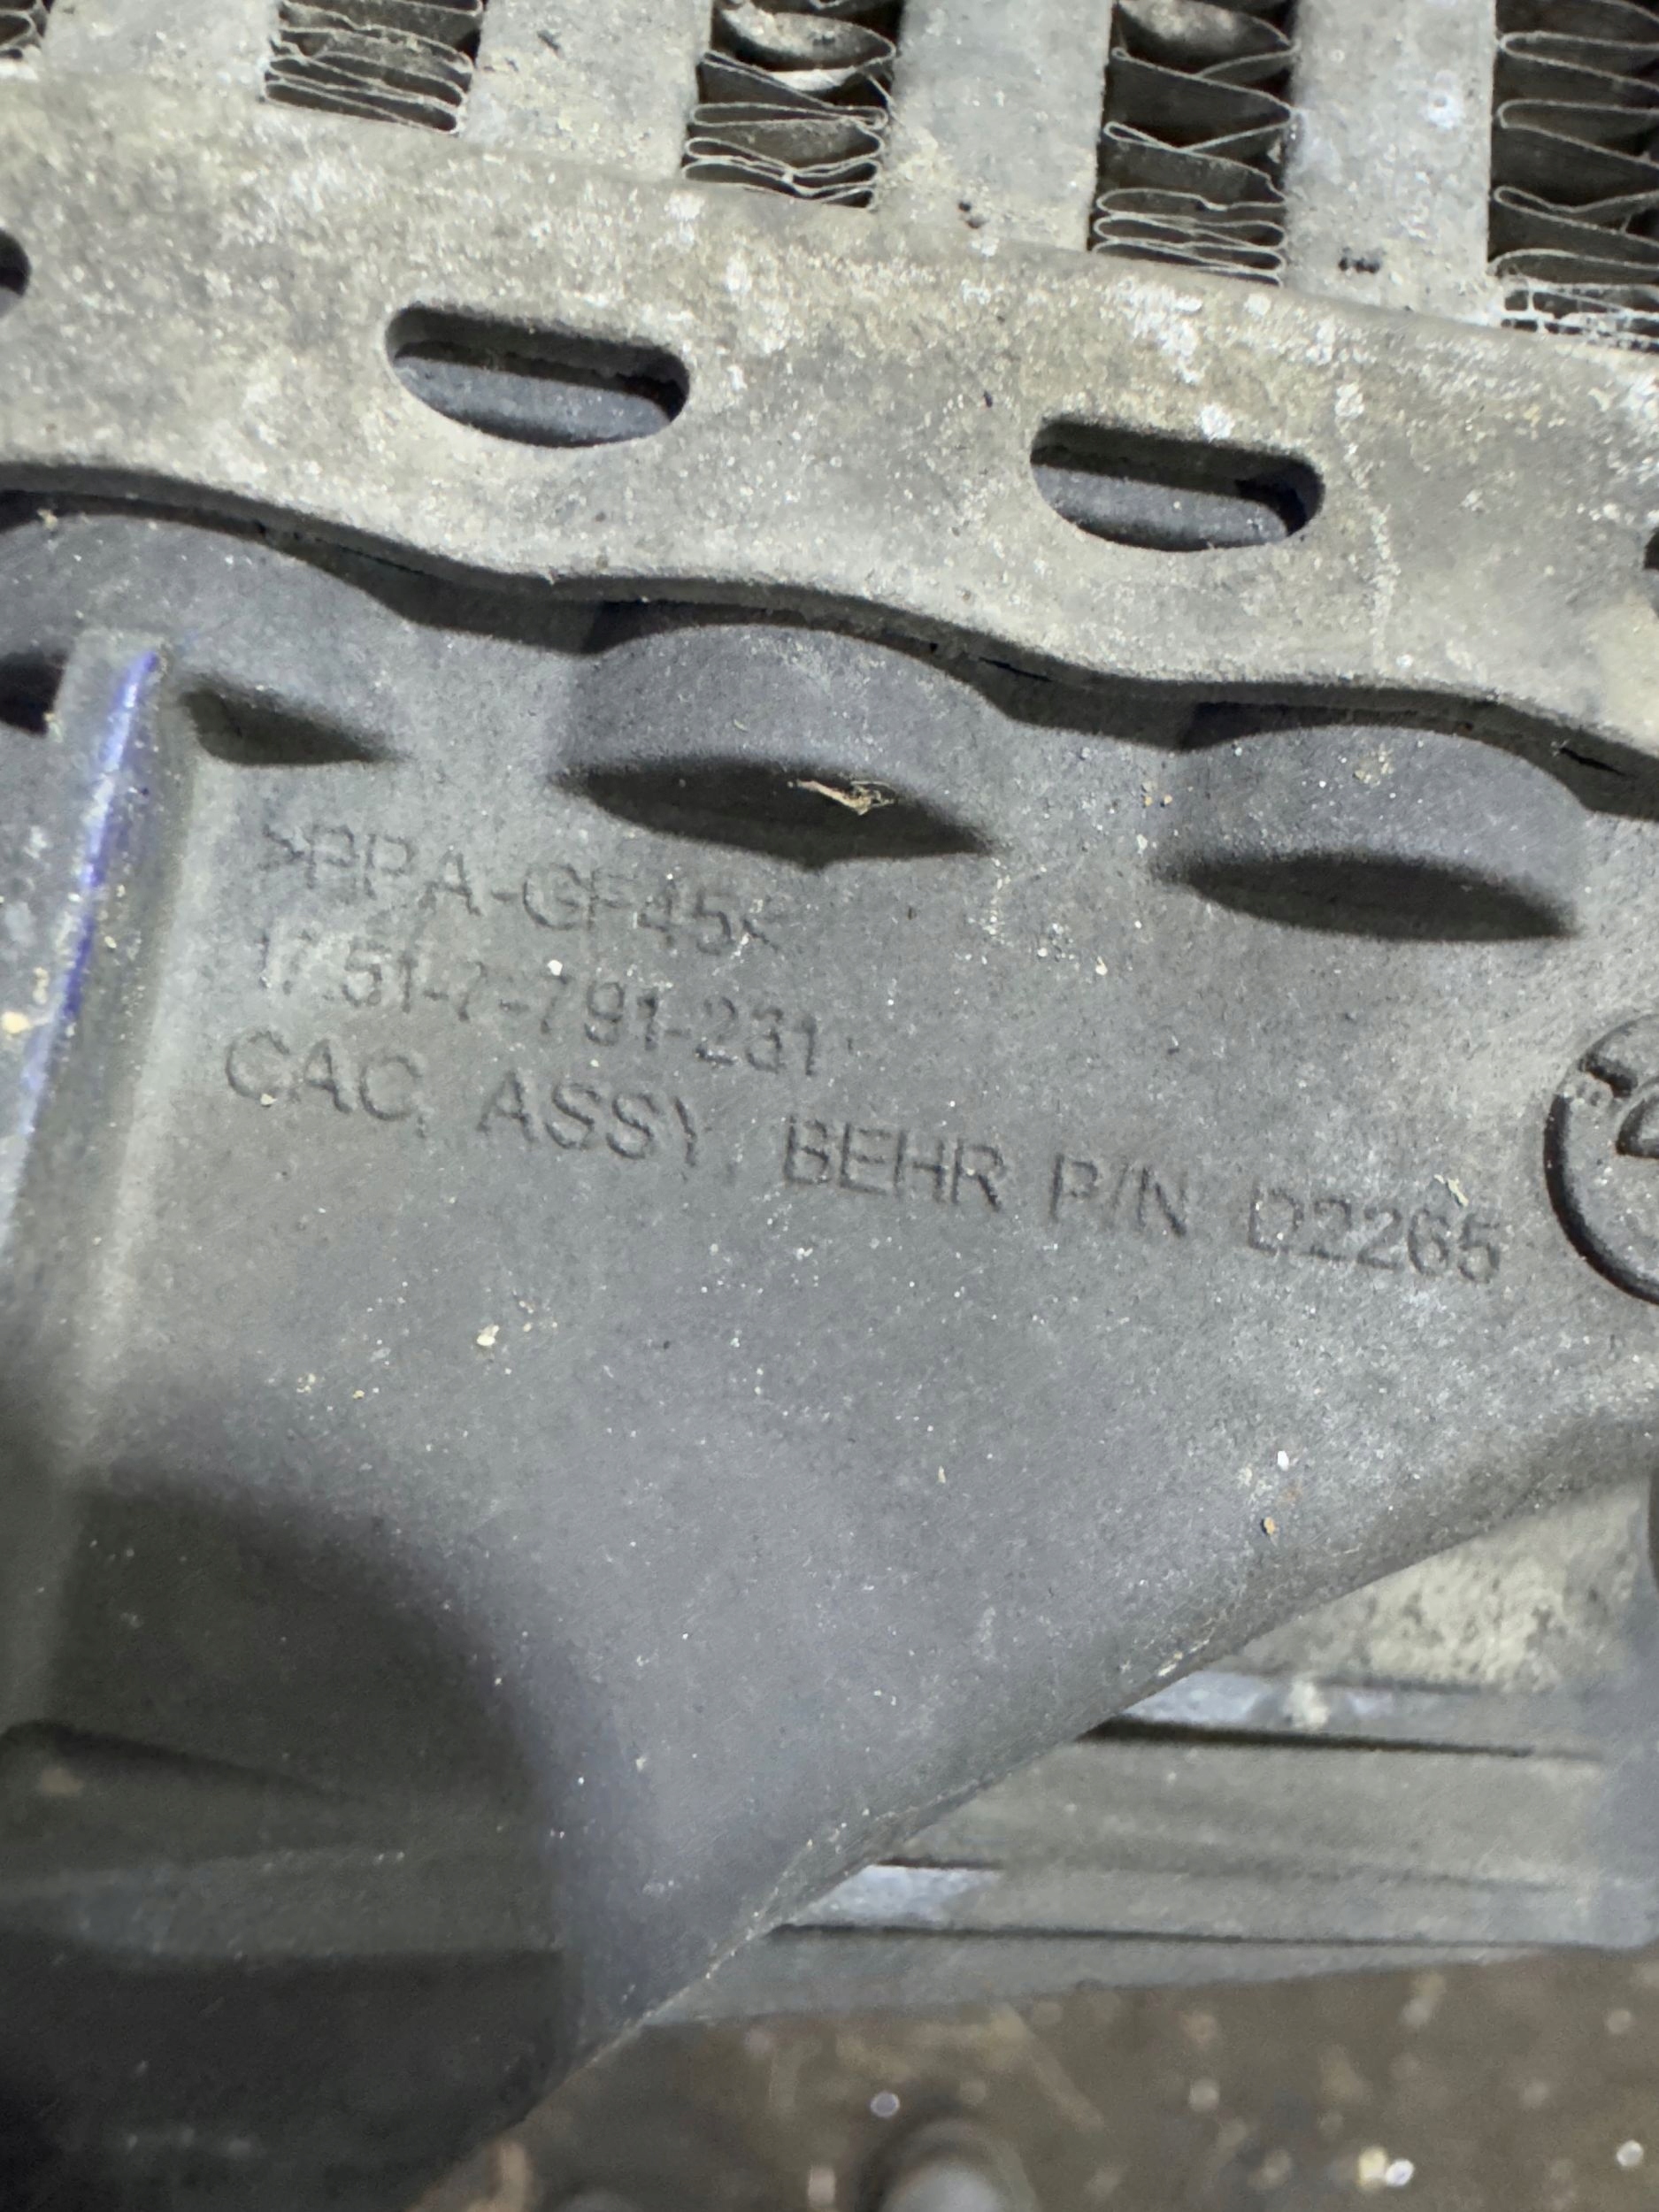 >PPA-GF45<
17.51-7-791-231
CAC, ASSY, BEHR P/N D2265